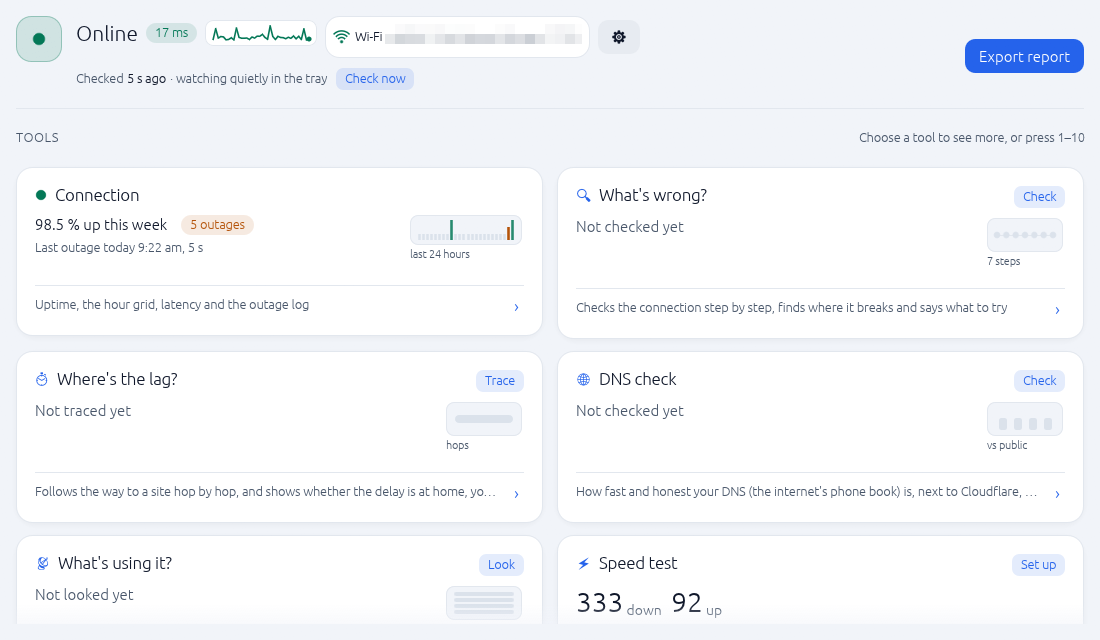 Online 17 ms Wi-Fi
Export report
Checked 5 s ago · watching quietly in the tray Check now
TOOLS Choose a tool to see more, or press 1–10
Connection
98.5 % up this week 5 outages
Last outage today 9:22 am, 5 s
last 24 hours
Uptime, the hour grid, latency and the outage log ›
What's wrong? Check
Not checked yet
7 steps
Checks the connection step by step, finds where it breaks and says what to try ›
Where's the lag? Trace
Not traced yet
hops
Follows the way to a site hop by hop, and shows whether the delay is at home, yo… ›
DNS check Check
Not checked yet
vs public
How fast and honest your DNS (the internet's phone book) is, next to Cloudflare, … ›
What's using it? Look
Not looked yet
Speed test Set up
333 down 92 up